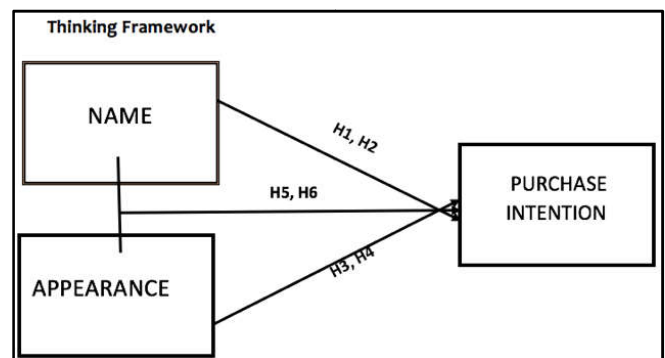 Thinking Framework
NAME
H1, H2
H5, H6
PURCHASE
INTENTION
APPEARANCE
H3, H4